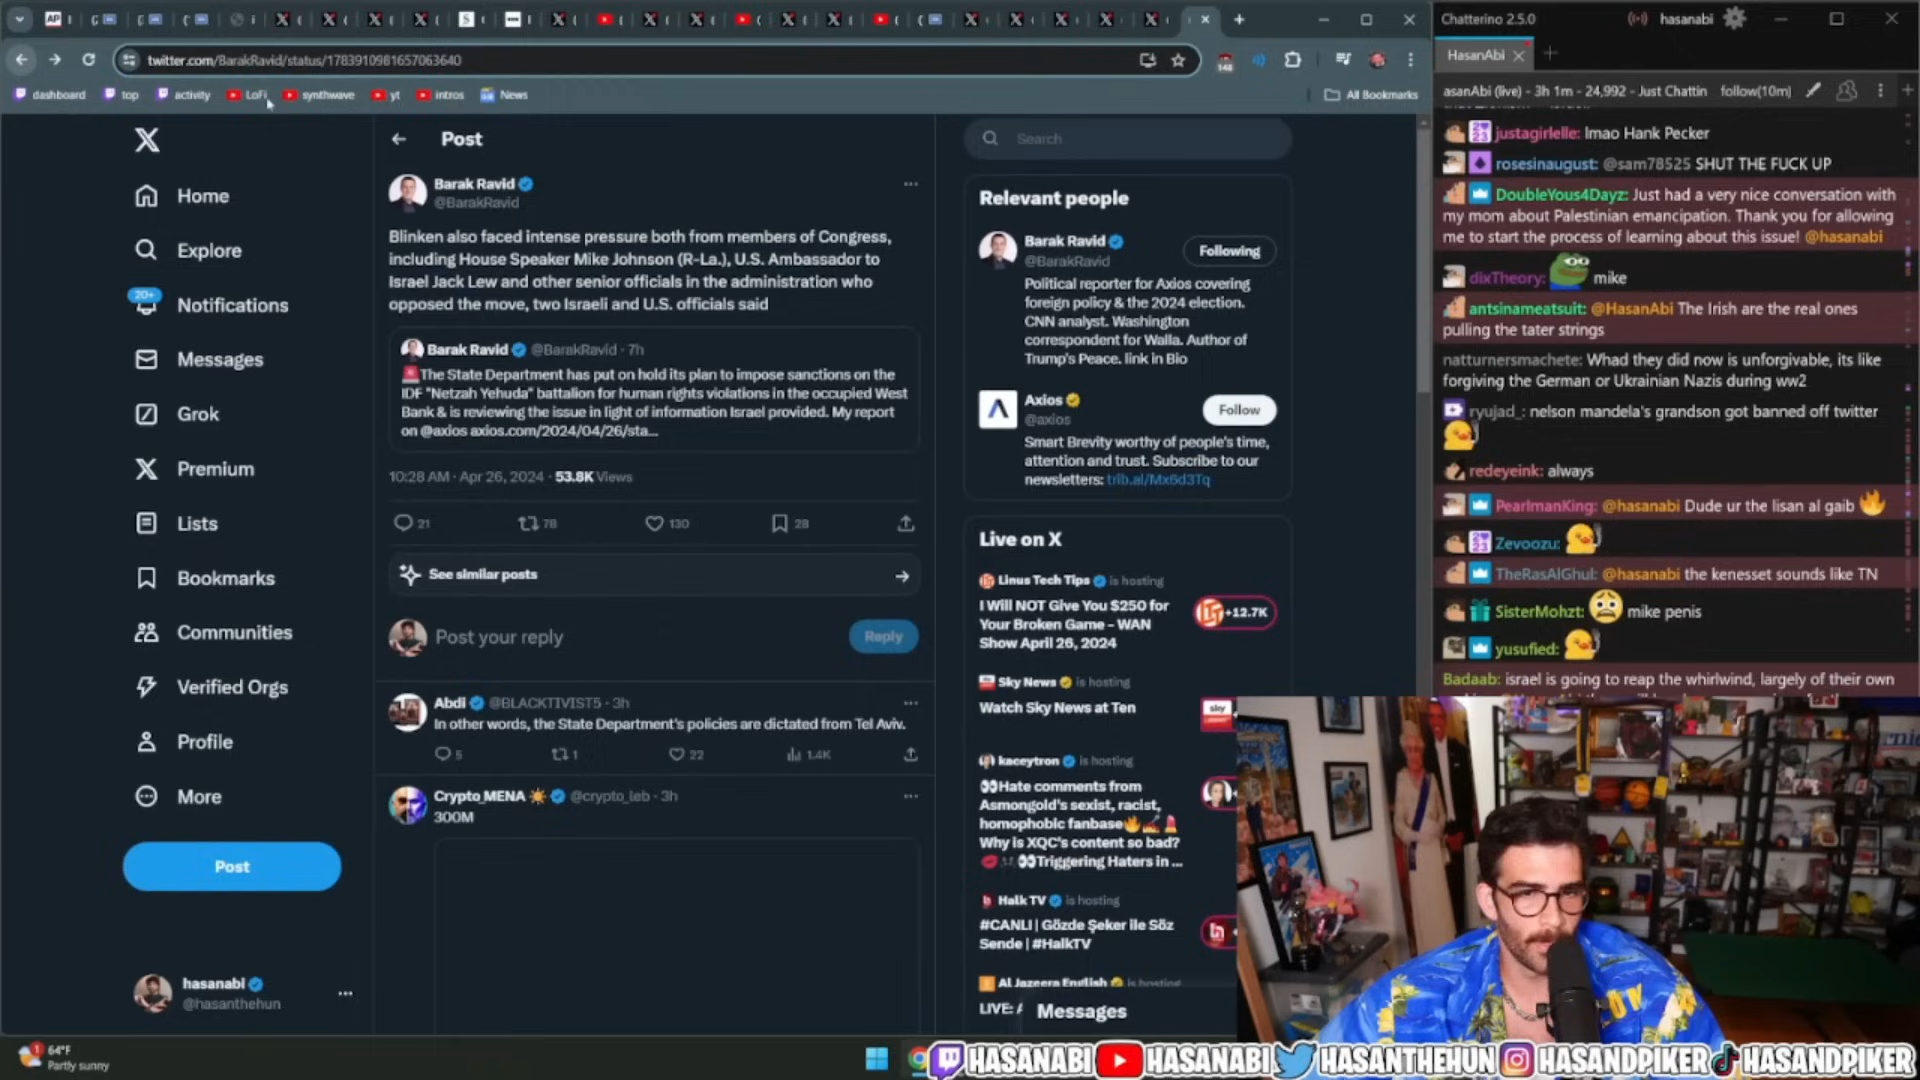 Chatterino 2.5.0
hasanabi
twitter.com/BarakRavid/status/1783910981657063640
148
HasanAbi
dashboard
top
activity
LoFi
synthwave
yt
intros
News
All Bookmarks
asanAbi (live) - 3h 1m - 24,992 - Just Chattin
follow(10m)
Post
Search
Home
Explore
20+
Notifications
Messages
Grok
Premium
Lists
Bookmarks
Communities
Verified Orgs
Profile
More
Post
hasanabi
@hasanthehun
Barak Ravid
@BarakRavid
Blinken also faced intense pressure both from members of Congress,
including House Speaker Mike Johnson (R-La.), U.S. Ambassador to
Israel Jack Lew and other senior officials in the administration who
opposed the move, two Israeli and U.S. officials said
Barak Ravid @BarakRavid · 7h
The State Department has put on hold its plan to impose sanctions on the
IDF "Netzah Yehuda" battalion for human rights violations in the occupied West
Bank & is reviewing the issue in light of information Israel provided. My report
on @axios axios.com/2024/04/26/sta...
10:28 AM · Apr 26, 2024 · 53.8K Views
21
78
130
28
See similar posts
Post your reply
Reply
Abdi @BLACKTIVIST5 · 3h
In other words, the State Department's policies are dictated from Tel Aviv.
5
1
22
1.4K
Crypto_MENA @crypto_leb · 3h
300M
Relevant people
Barak Ravid
@BarakRavid
Following
Political reporter for Axios covering
foreign policy & the 2024 election.
CNN analyst. Washington
correspondent for Walla. Author of
Trump's Peace. link in Bio
Axios
@axios
Follow
Smart Brevity worthy of people's time,
attention and trust. Subscribe to our
newsletters: trib.al/Mx6d3Tq
Live on X
Linus Tech Tips is hosting
I Will NOT Give You $250 for
Your Broken Game - WAN
Show April 26, 2024
+12.7K
Sky News is hosting
Watch Sky News at Ten
sky
kaceytron is hosting
Hate comments from
Asmongold's sexist, racist,
homophobic fanbase
Why is XQC's content so bad?
Triggering Haters in ...
Halk TV is hosting
#CANLI | Gözde Şeker ile Söz
Sende | #HalkTV
Al Jazeera English is hosting
LIVE:
Messages
justagirlelle: lmao Hank Pecker
rosesinaugust: @sam78525 SHUT THE FUCK UP
DoubleYous4Dayz: Just had a very nice conversation with
my mom about Palestinian emancipation. Thank you for allowing
me to start the process of learning about this issue! @hasanabi
dixTheory: mike
antsinameatsuit: @HasanAbi The Irish are the real ones
pulling the tater strings
natturnersmachete: Whad they did now is unforgivable, its like
forgiving the German or Ukrainian Nazis during ww2
ryujad_: nelson mandela's grandson got banned off twitter
redeyeink: always
PearlmanKing: @hasanabi Dude ur the lisan al gaib
Zevoozu:
TheRasAlGhul: @hasanabi the kenesset sounds like TN
SisterMohzt: mike penis
yusufied:
Badaab: israel is going to reap the whirlwind, largely of their own
1
64°F
Partly sunny
HASANABI
HASANABI
HASANTHEHUN
HASANDPIKER
HASANDPIKER